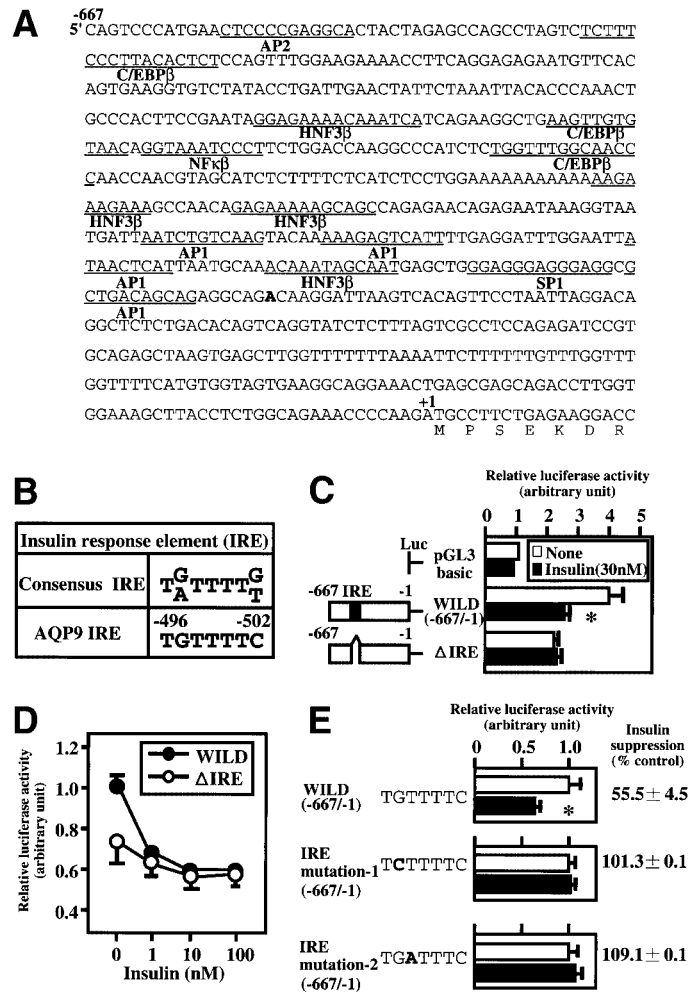 A
-667
5' CAGTCCCATGAACTCCCCGAGGCACTACTAGAGCCAGCCTAGTCTCTTT
AP2
CCCTTACACTCTCCAGTTTGGAAGAAAACCTTCAGGAGAGAATGTTCAC
C/EBPβ
AGTGAAGGTGTCTATACCTGATTGAACTATTCTAAATTACACCCAAACT
GCCCACTTCCGAATAGGAGAAAACAAATCATCAGAAGGCTGAAGTTGTG
HNF3β C/EBPβ
TAACAGGTAAATCCCTTCTGGACCAAGGCCCATCTCTGGTTTGGCAACC
NFκβ C/EBPβ
CAACCAACGTAGCATCTCTTTTCTCATCTCCTGGAAAAAAAAAAAAAAGA
AAGAAAGCCAACAGAGAAAAAGCAGCCAGAGAACAGAGAATAAAGGTAA
HNF3β HNF3β
TGATTAATCTGTCAAGTACAAAAAGAGTCATTTTGAGGATTTGGAATTA
AP1 AP1
TAACTCATTAATGCAAACAAATAGCAATGAGCTGGGAGGGAGGGAGGCG
AP1 HNF3β SP1
CTGACAGCAGAGGCAGACAAGGATTAAGTCACAGTTCCTAATTAGGACA
AP1
GGCTCTCTGACACAGTCAGGTATCTCTTTAGTCGCCTCCAGAGATCCGT
GCAGAGCTAAGTGAGCTTGGTTTTTTTAAAATTCTTTTTTGTTTGGTTT
GGTTTTCATGTGGTAGTGAAGGCAGGAAACTGAGCGAGCAGACCTTGGT
+1
GGAAAGCTTACCTCTGGCAGAAACCCCAAGATGCCTTCTGAGAAGGACC
M P S E K D R
B
Insulin response element (IRE)
Consensus IRE TGTTTTG
A T
AQP9 IRE -496 -502
TGTTTTC
C
Relative luciferase activity
(arbitrary unit)
0 1 2 3 4 5
None
Insulin(30nM)
Luc pGL3
basic
-667 IRE -1 WILD
(-667/-1)
*
-667 -1
ΔIRE
D
Relative luciferase activity
(arbitrary unit)
1.2
1.0
0.8
0.6
0.4
WILD
ΔIRE
0 1 10 100
Insulin (nM)
E
Relative luciferase activity
(arbitrary unit)
0 0.5 1.0
Insulin
suppression
(% control)
WILD
(-667/-1)
TGTTTTC
*
55.5±4.5
IRE
mutation-1
(-667/-1)
TCTTTTC
101.3±0.1
IRE
mutation-2
(-667/-1)
TGATTTC
109.1±0.1